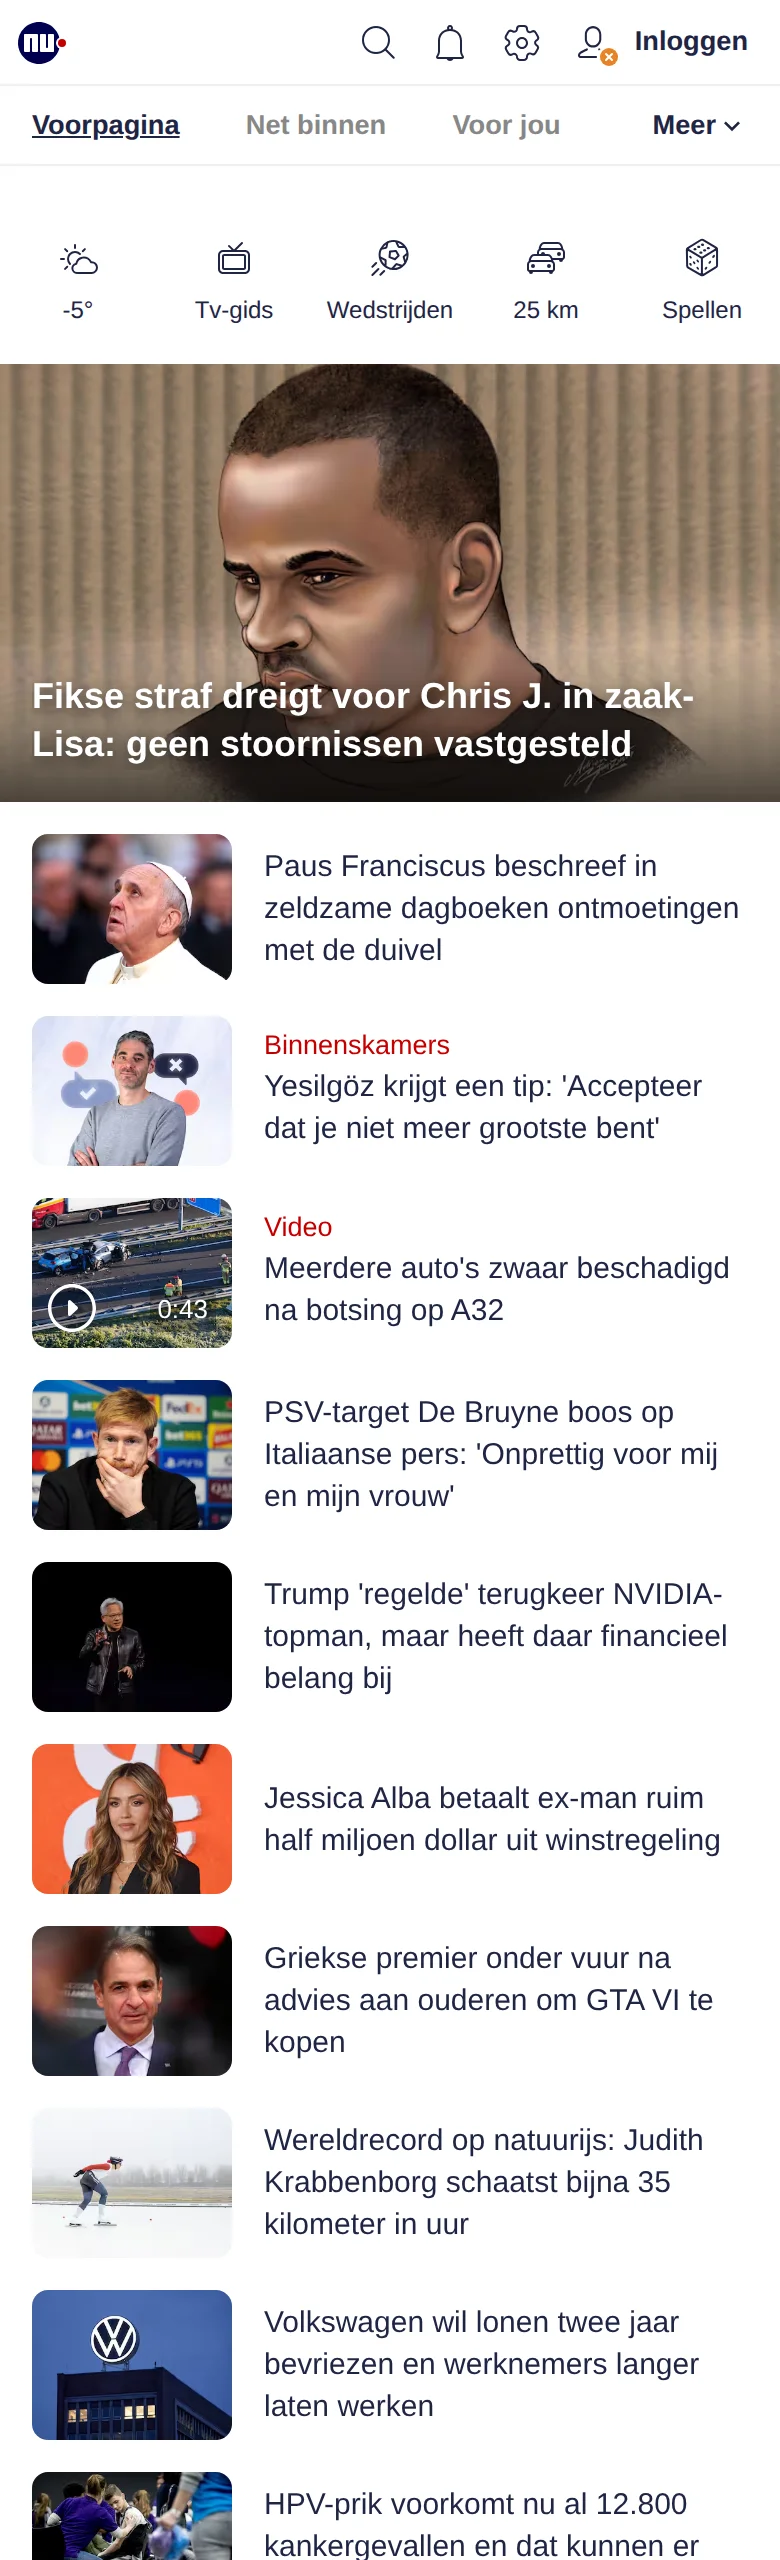 nu
Inloggen
Voorpagina Net binnen Voor jou Meer
-5° Tv-gids Wedstrijden 25 km Spellen
Fikse straf dreigt voor Chris J. in zaak-
Lisa: geen stoornissen vastgesteld
Paus Franciscus beschreef in
zeldzame dagboeken ontmoetingen
met de duivel
Binnenskamers
Yesilgöz krijgt een tip: 'Accepteer
dat je niet meer grootste bent'
Video
Meerdere auto's zwaar beschadigd
na botsing op A32
0:43
PSV-target De Bruyne boos op
Italiaanse pers: 'Onprettig voor mij
en mijn vrouw'
Trump 'regelde' terugkeer NVIDIA-
topman, maar heeft daar financieel
belang bij
Jessica Alba betaalt ex-man ruim
half miljoen dollar uit winstregeling
Griekse premier onder vuur na
advies aan ouderen om GTA VI te
kopen
Wereldrecord op natuurijs: Judith
Krabbenborg schaatst bijna 35
kilometer in uur
Volkswagen wil lonen twee jaar
bevriezen en werknemers langer
laten werken
HPV-prik voorkomt nu al 12.800
kankergevallen en dat kunnen er